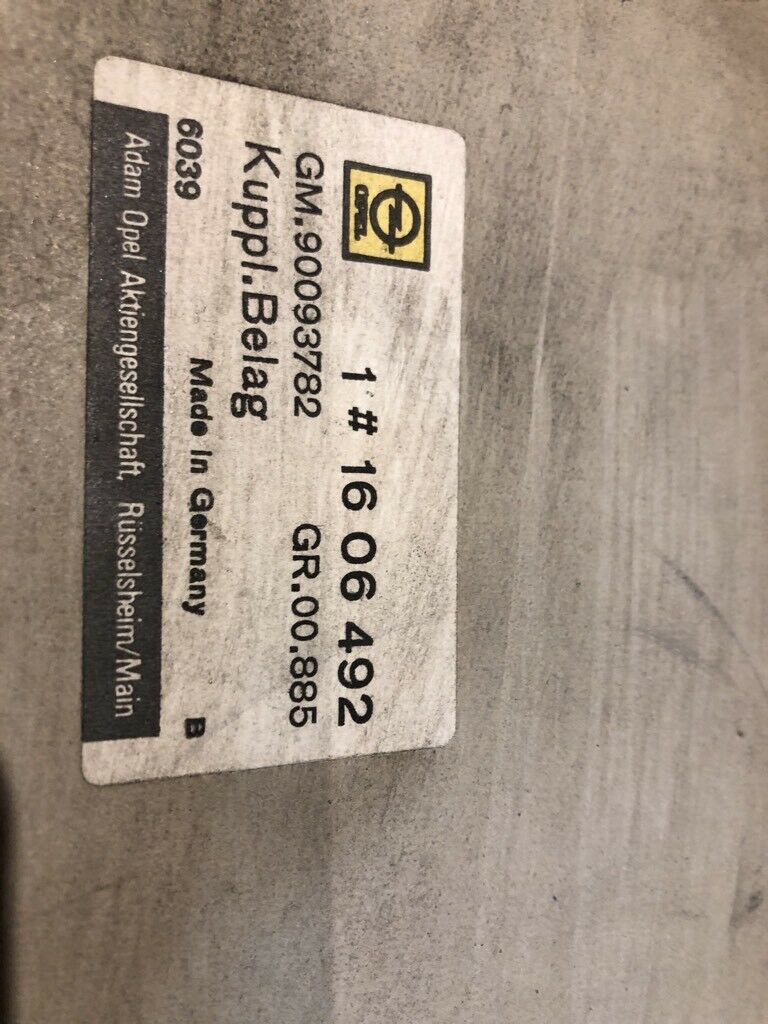 OPEL
1 # 16 06 492
GM.90093782 GR.00.885
Kuppl.Belag
6039 Made in Germany B
Adam Opel Aktiengesellschaft, Rüsselsheim/Main